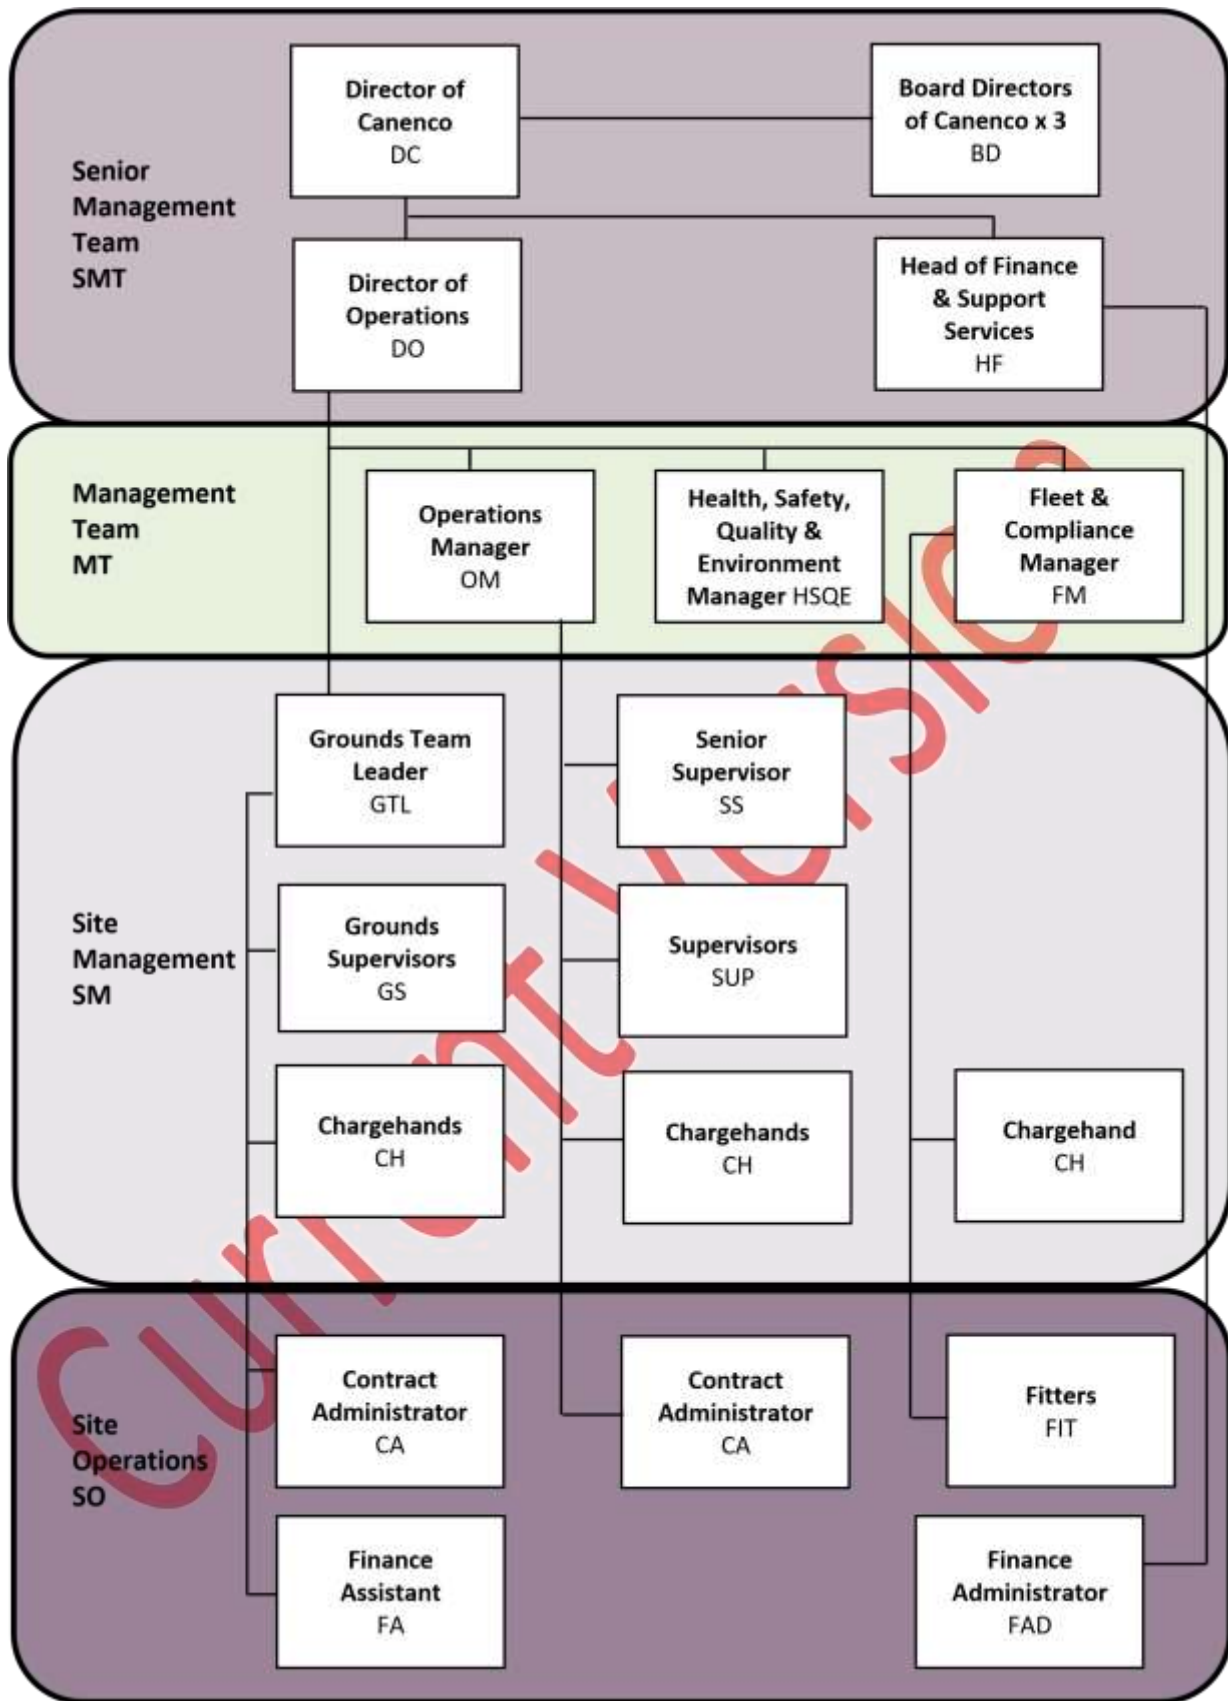 Senior
Management
Team
SMT
Director of
Canenco
DC
Board Directors
of Canenco x 3
BD
Director of
Operations
DO
Head of Finance
& Support
Services
HF
Management
Team
MT
Operations
Manager
OM
Health, Safety,
Quality &
Environment
Manager HSQE
Fleet &
Compliance
Manager
FM
Site
Management
SM
Grounds Team
Leader
GTL
Senior
Supervisor
SS
Grounds
Supervisors
GS
Supervisors
SUP
Chargehands
CH
Chargehands
CH
Chargehand
CH
Site
Operations
SO
Contract
Administrator
CA
Contract
Administrator
CA
Fitters
FIT
Finance
Assistant
FA
Finance
Administrator
FAD
Current Version